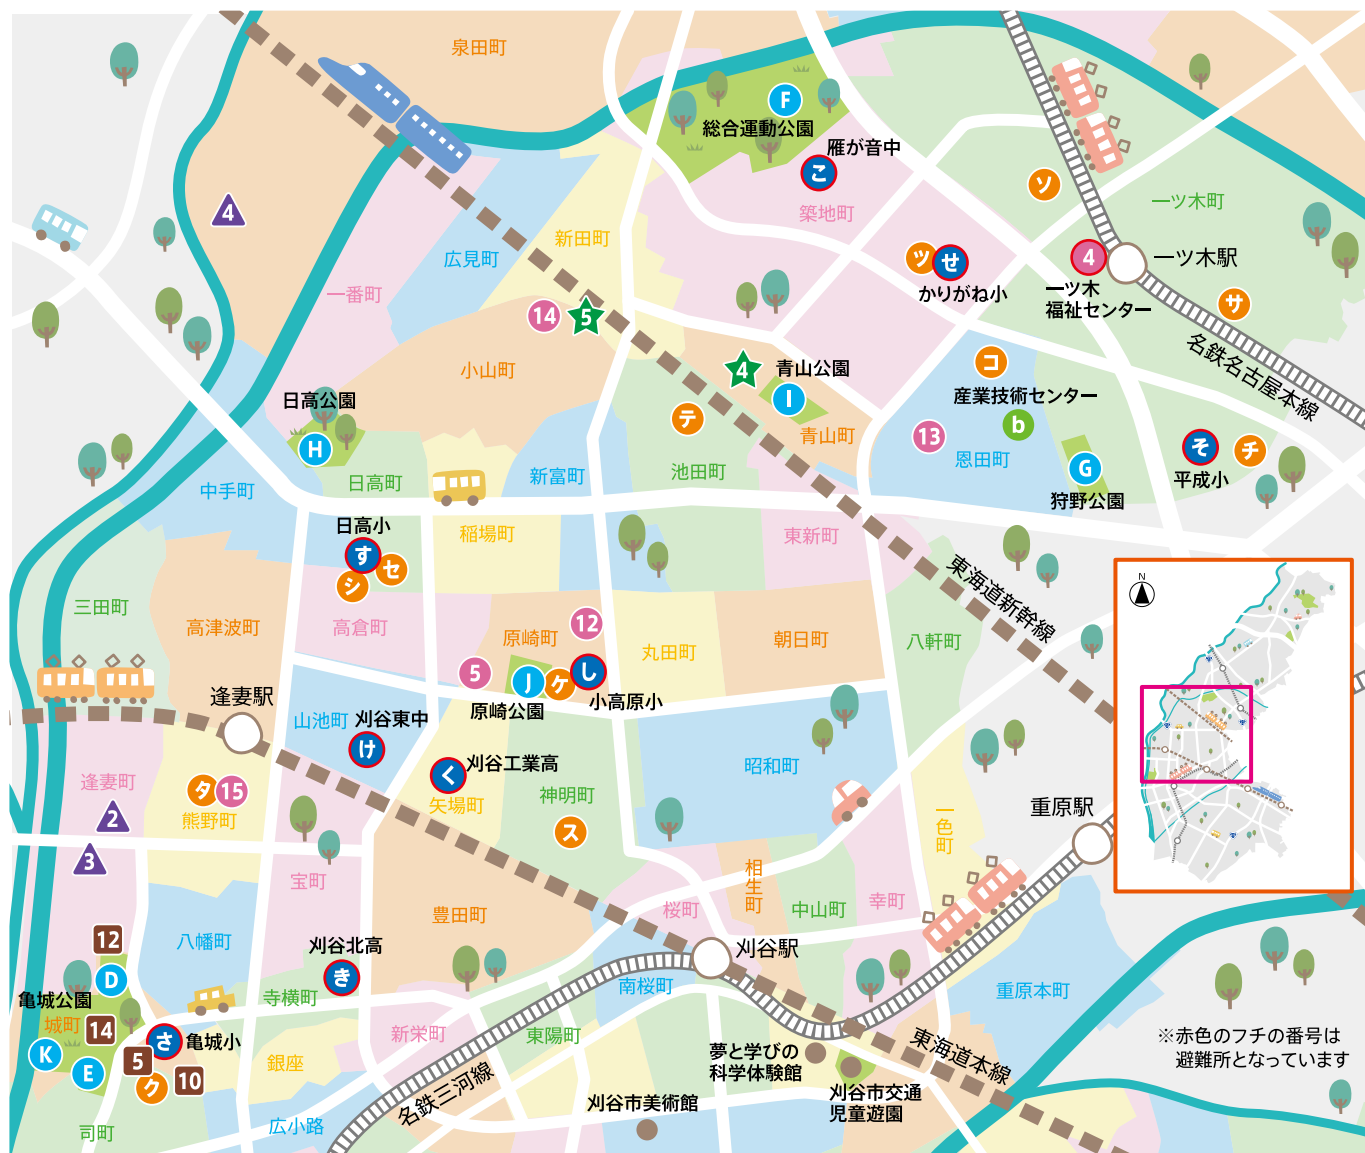 泉田町
F
総合運動公園
雁が音中
こ
築地町
ソ
一ツ木町
4
新田町
広見町
ツ
せ
かりがね小
4
一ツ木駅
一ツ木
福祉センター
サ
名鉄名古屋本線
一番町
14
5
小山町
4
青山公園
I
青山町
コ
産業技術センター
b
13
恩田町
G
狩野公園
そ
チ
平成小
日高公園
H
テ
中手町
日高町
新富町
池田町
日高小
す
セ
シ
稲場町
東新町
東海道新幹線
三田町
高津波町
高倉町
原崎町
12
丸田町
朝日町
八軒町
5
J
ケ
し
原崎公園
小高原小
逢妻駅
山池町
刈谷東中
け
く
刈谷工業高
矢場町
神明町
ス
昭和町
逢妻町
タ
15
熊野町
2
3
一色町
重原駅
N
宝町
豊田町
相生町
桜町
中山町
幸町
八幡町
12
刈谷北高
き
刈谷駅
D
亀城公園
城町
14
寺横町
新栄町
東陽町
南桜町
重原本町
さ
亀城小
K
E
5
ク
10
銀座
夢と学びの
科学体験館
刈谷市交通
児童遊園
東海道本線
※赤色のフチの番号は
避難所となっています
名鉄三河線
刈谷市美術館
司町
広小路